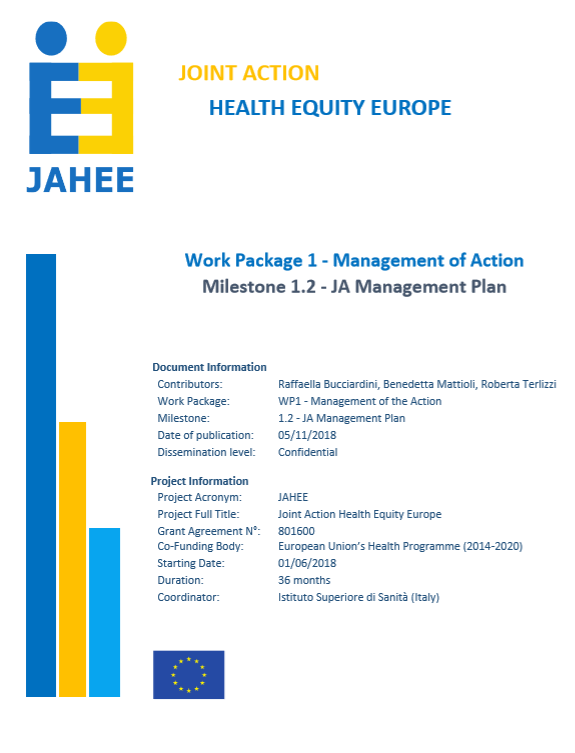 JOINT ACTION
HEALTH EQUITY EUROPE
JAHEE
Work Package 1 - Management of Action
Milestone 1.2 - JA Management Plan
Document Information
Contributors: Raffaella Bucciardini, Benedetta Mattioli, Roberta Terlizzi
Work Package: WP1 - Management of the Action
Milestone: 1.2 - JA Management Plan
Date of publication: 05/11/2018
Dissemination level: Confidential
Project Information
Project Acronym: JAHEE
Project Full Title: Joint Action Health Equity Europe
Grant Agreement N°: 801600
Co-Funding Body: European Union's Health Programme (2014-2020)
Starting Date: 01/06/2018
Duration: 36 months
Coordinator: Istituto Superiore di Sanità (Italy)